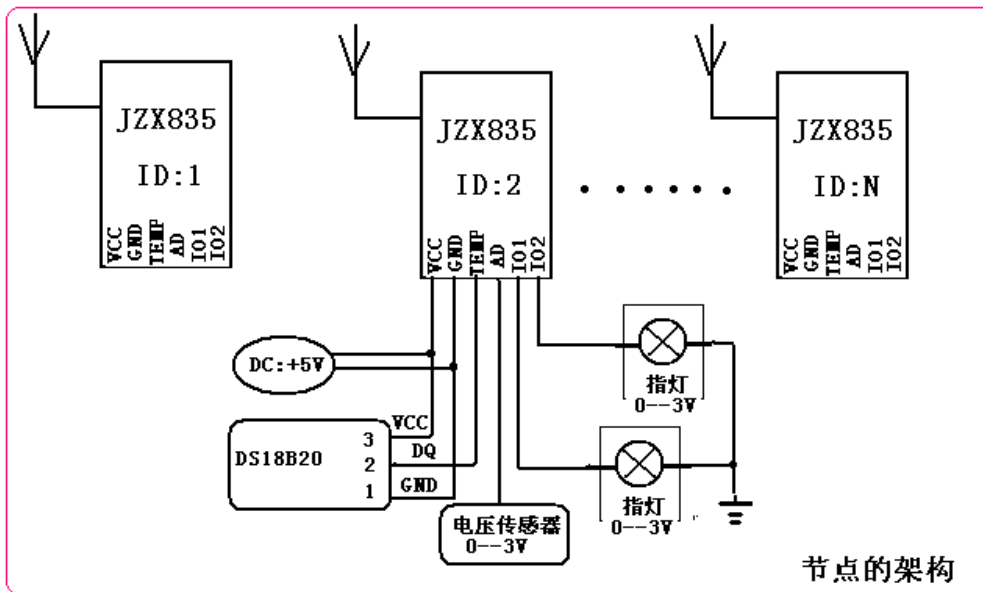 JZX835
ID:1
VCC
GND
TEMP
AD
IO1
IO2
JZX835
ID:2
VCC
GND
TEMP
AD
IO1
IO2
······
JZX835
ID:N
VCC
GND
TEMP
AD
IO1
IO2
DC:+5V
指灯
0--3V
VCC
DS18B20
3
DQ
2
GND
1
指灯
0--3V
电压传感器
0--3V
节点的架构